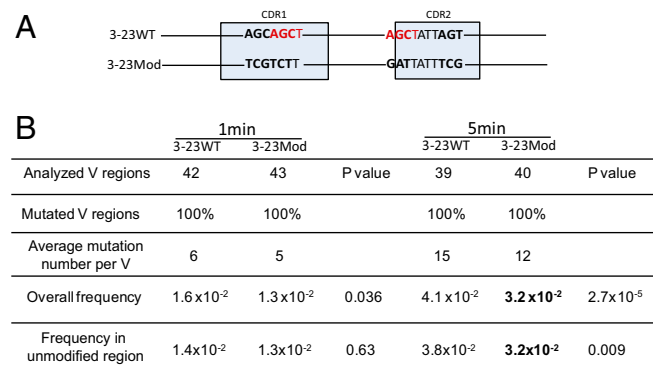 A
CDR1 CDR2
3-23WT AGCAGCT AGCTATTAGT
3-23Mod TCGTCTT GATTATTTCG
B
1min 5min
3-23WT 3-23Mod 3-23WT 3-23Mod
Analyzed V regions 42 43 P value 39 40 P value
Mutated V regions 100% 100% 100% 100%
Average mutation
number per V 6 5 15 12
Overall frequency 1.6x10-2 1.3x10-2 0.036 4.1x10-2 3.2x10-2 2.7x10-5
Frequency in
unmodified region 1.4x10-2 1.3x10-2 0.63 3.8x10-2 3.2x10-2 0.009